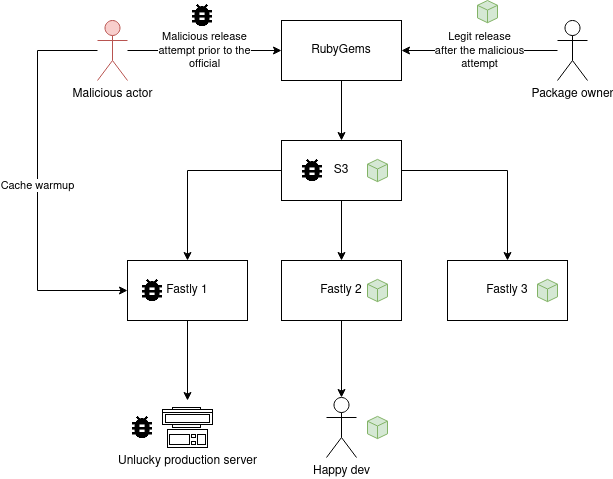 Malicious release
attempt prior to the
official
RubyGems
Legit release
after the malicious
attempt
Malicious actor
Package owner
S3
Cache warmup
Fastly 1
Fastly 2
Fastly 3
Unlucky production server
Happy dev